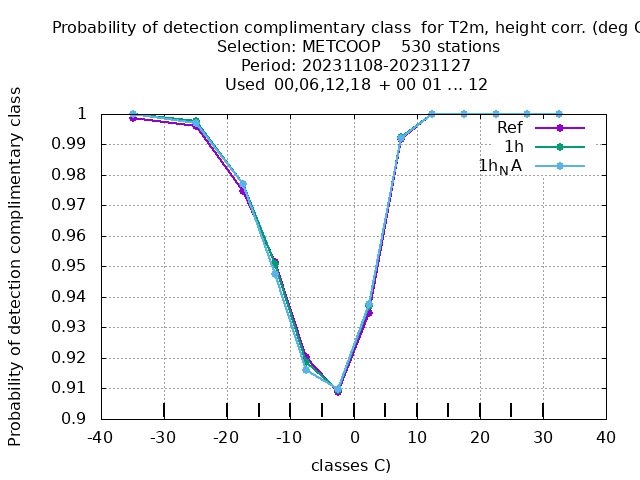 Probability of detection complimentary class for T2m, height corr. (deg C
Selection: METCOOP 530 stations
Period: 20231108-20231127
Used 00,06,12,18 + 00 01 ... 12
Probability of detection complimentary class
1
0.99
0.98
0.97
0.96
0.95
0.94
0.93
0.92
0.91
0.9
Ref
1h
1hNA
-40 -30 -20 -10 0 10 20 30 40
classes C)